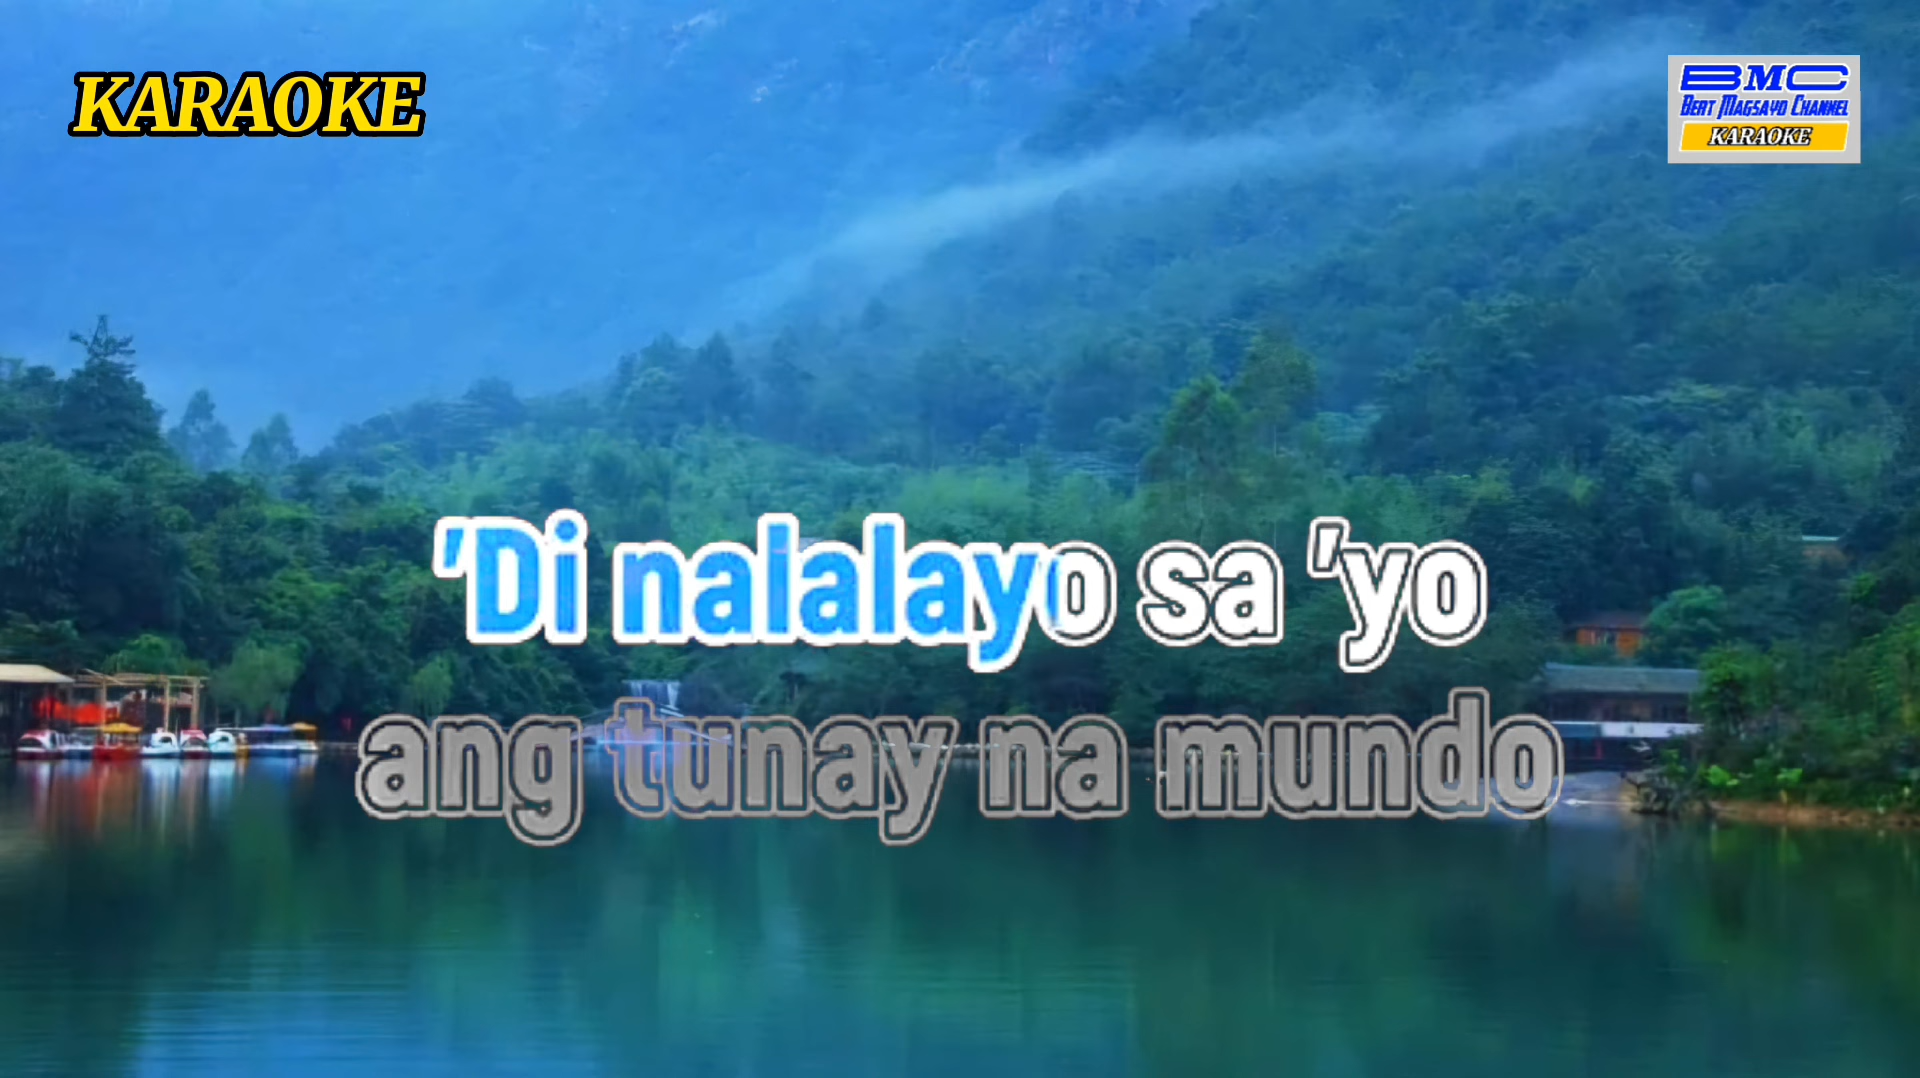 KARAOKE
BMC
BERT MAGSAYO CHANNEL
KARAOKE
'Di nalalayo sa 'yo
ang tunay na mundo